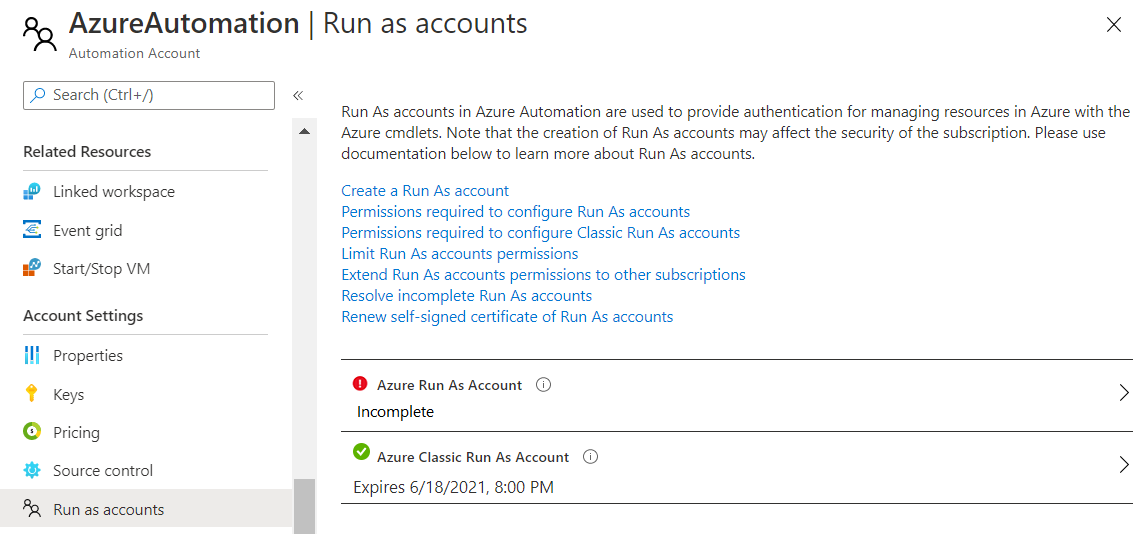 AzureAutomation | Run as accounts
Automation Account
Search (Ctrl+/)
«
Related Resources
Linked workspace
Event grid
Start/Stop VM
Account Settings
Properties
Keys
Pricing
Source control
Run as accounts
Run As accounts in Azure Automation are used to provide authentication for managing resources in Azure with the
Azure cmdlets. Note that the creation of Run As accounts may affect the security of the subscription. Please use
documentation below to learn more about Run As accounts.
Create a Run As account
Permissions required to configure Run As accounts
Permissions required to configure Classic Run As accounts
Limit Run As accounts permissions
Extend Run As accounts permissions to other subscriptions
Resolve incomplete Run As accounts
Renew self-signed certificate of Run As accounts
Azure Run As Account
Incomplete
Azure Classic Run As Account
Expires 6/18/2021, 8:00 PM